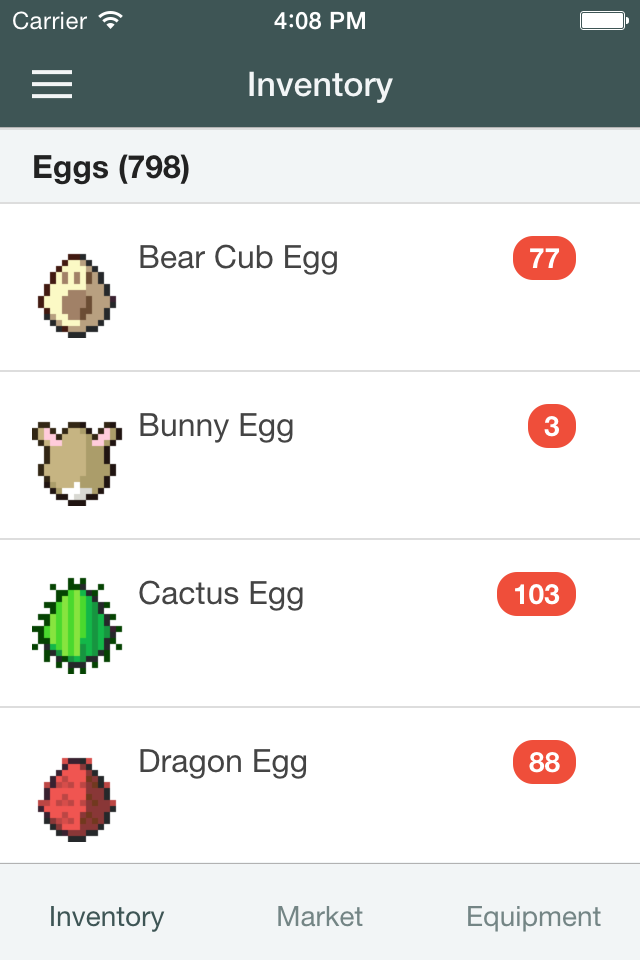 Carrier 4:08 PM
Inventory
Eggs (798)
Bear Cub Egg 77
Bunny Egg 3
Cactus Egg 103
Dragon Egg 88
Inventory Market Equipment